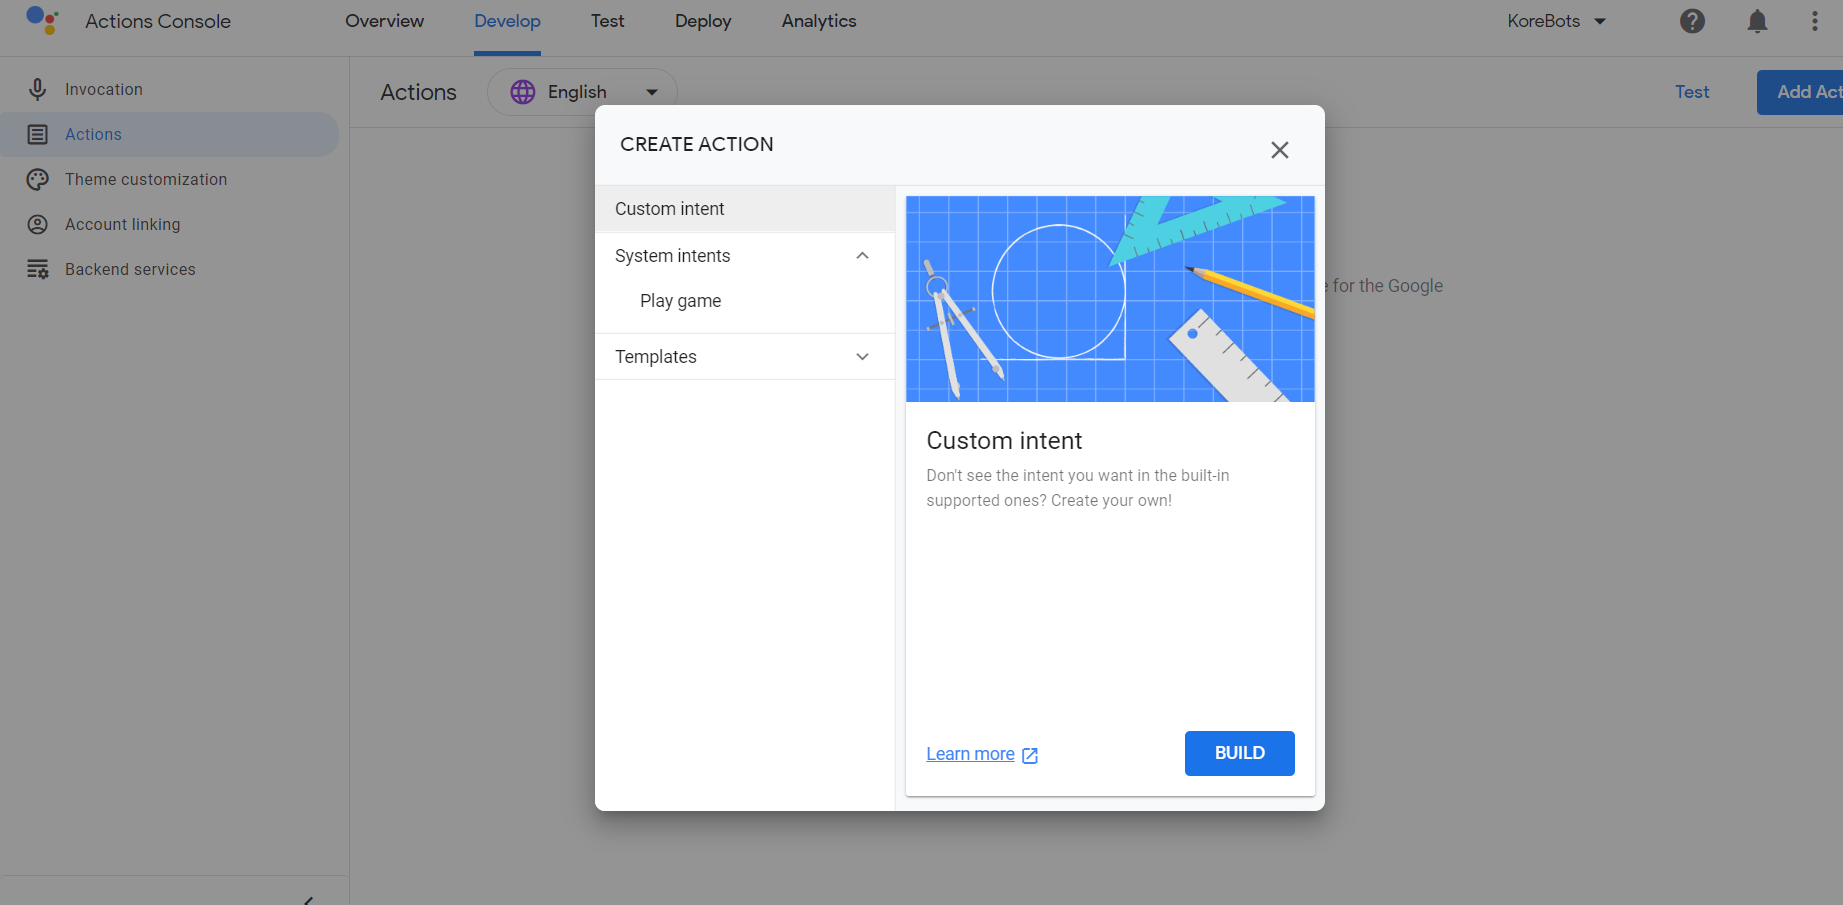 Actions Console
Overview
Develop
Test
Deploy
Analytics
KoreBots
Invocation
Actions
Theme customization
Account linking
Backend services
Actions
English
Test
Add Act
CREATE ACTION
Custom intent
System intents
Play game
Templates
for the Google
Custom intent
Don't see the intent you want in the built-in
supported ones? Create your own!
Learn more
BUILD